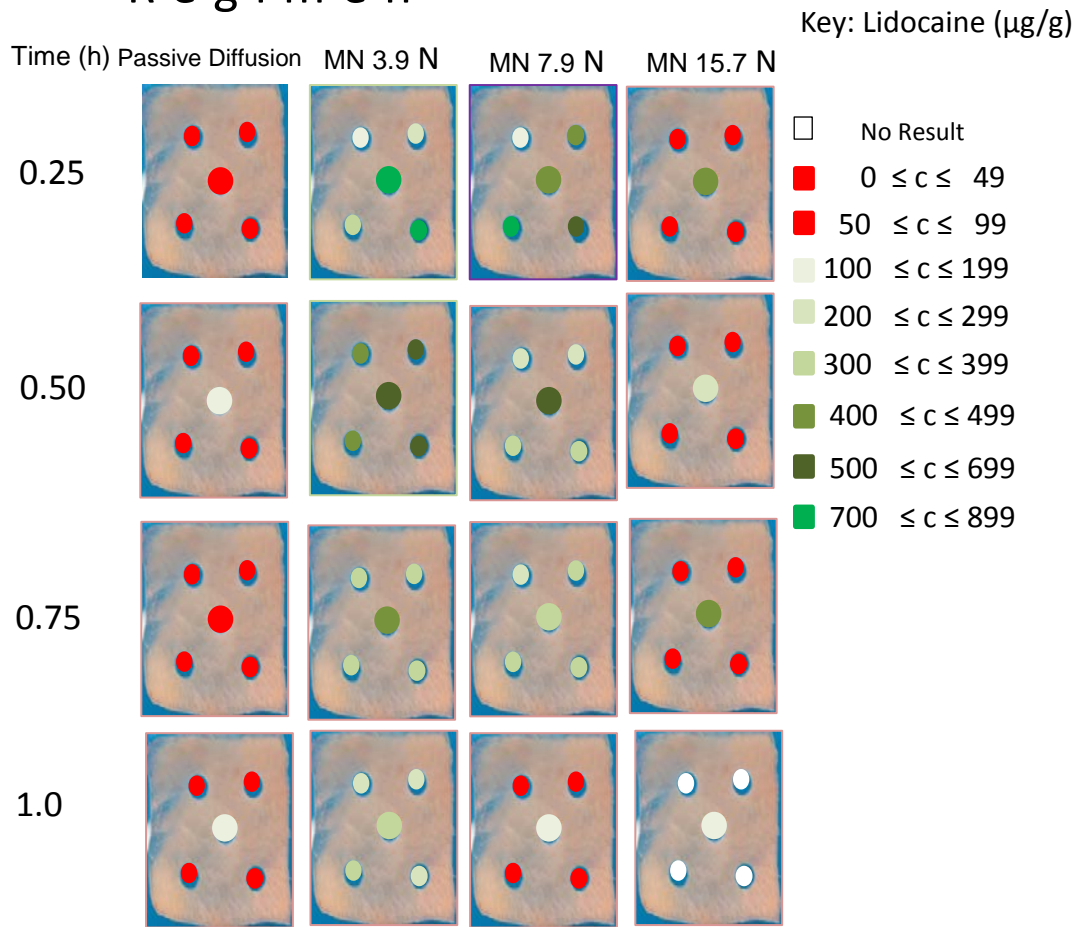 Key: Lidocaine (µg/g)
Time (h) Passive Diffusion MN 3.9 N MN 7.9 N MN 15.7 N
No Result
0 ≤ c ≤ 49
50 ≤ c ≤ 99
100 ≤ c ≤ 199
200 ≤ c ≤ 299
300 ≤ c ≤ 399
400 ≤ c ≤ 499
500 ≤ c ≤ 699
700 ≤ c ≤ 899
0.25
0.50
0.75
1.0